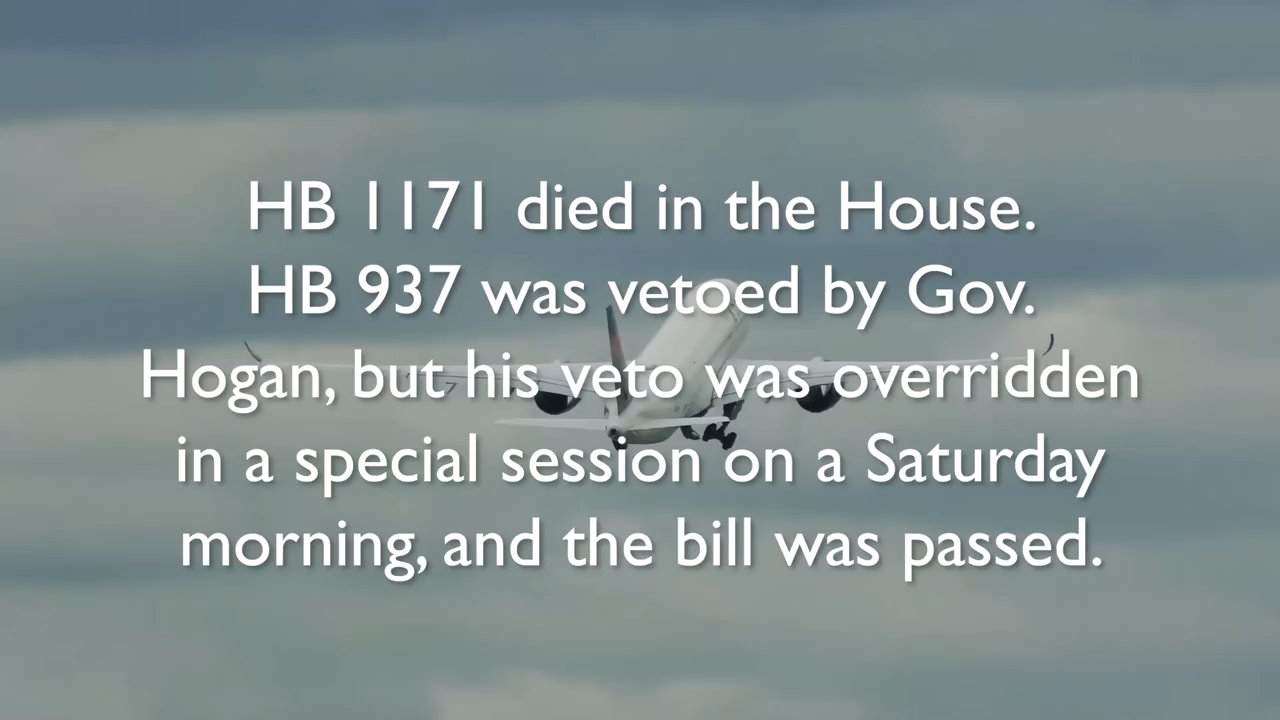 HB 1171 died in the House.
HB 937 was vetoed by Gov.
Hogan, but his veto was overridden
in a special session on a Saturday
morning, and the bill was passed.